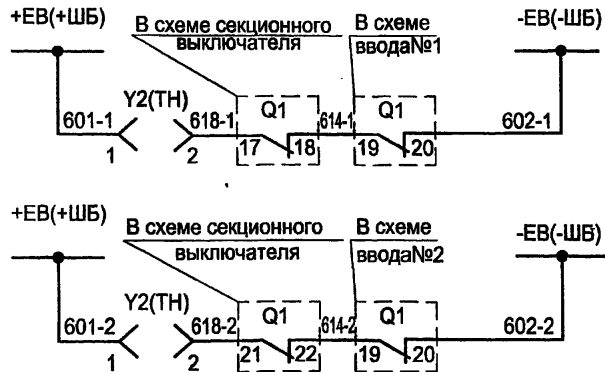 +ЕВ(+ШБ)
В схеме секционного
выключателя
В схеме
ввода№1
-ЕВ(-ШБ)
Y2(ТН)
601-1
618-1
Q1
614-1
Q1
602-1
1
2
17
18
19
20
+ЕВ(+ШБ)
В схеме секционного
выключателя
В схеме
ввода№2
-ЕВ(-ШБ)
Y2(ТН)
601-2
618-2
Q1
614-2
Q1
602-2
1
2
21
22
19
20